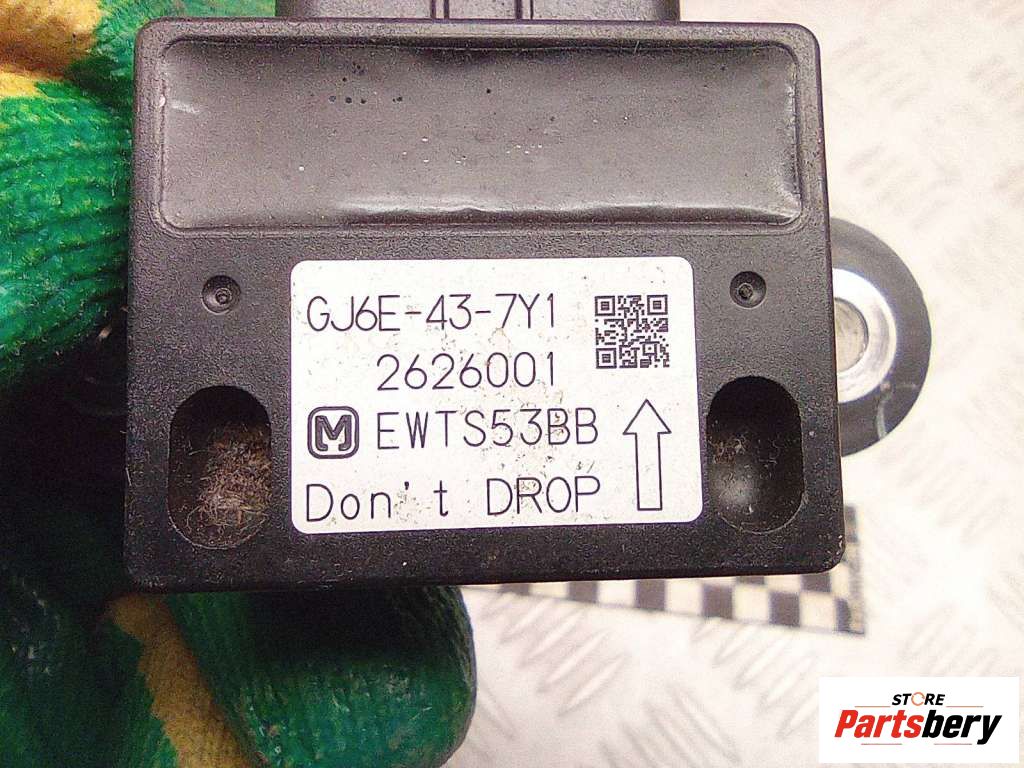 GJ6E-43-7Y1
2626001
M EWTS53BB
Don't DROP
STORE
Partsbery